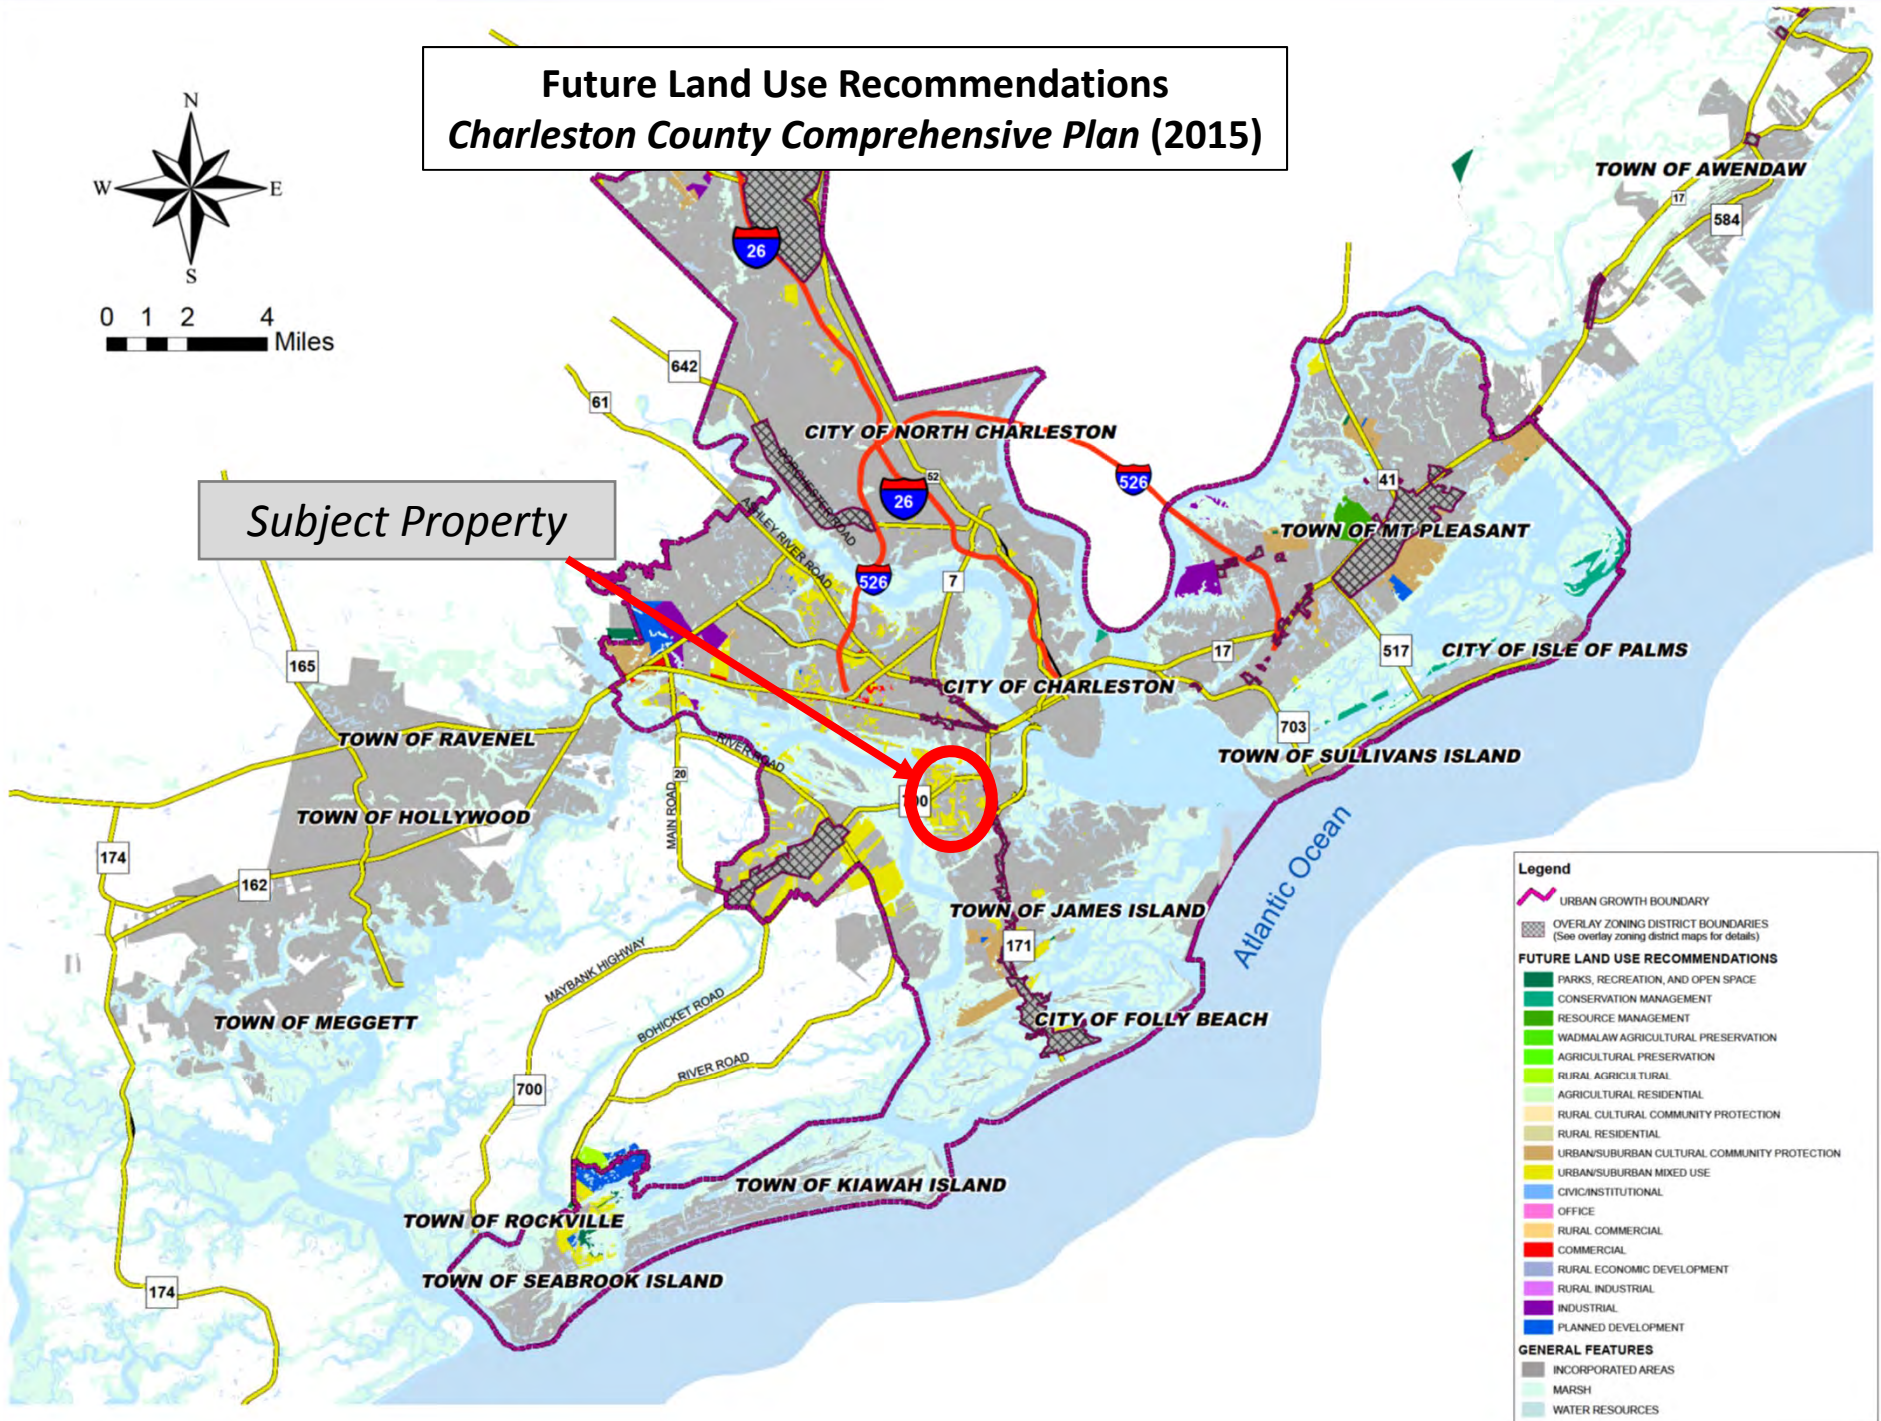 Future Land Use Recommendations
Charleston County Comprehensive Plan (2015)
N
W
E
S
0 1 2 4
Miles
TOWN OF AWENDAW
17
584
26
642
61
CITY OF NORTH CHARLESTON
52
526
41
DORCHESTER ROAD
26
Subject Property
ASHLEY RIVER ROAD
TOWN OF MT PLEASANT
526
7
165
17
517
CITY OF ISLE OF PALMS
CITY OF CHARLESTON
703
TOWN OF RAVENEL
RIVER ROAD
TOWN OF SULLIVANS ISLAND
20
MAIN ROAD
TOWN OF HOLLYWOOD
174
162
Atlantic Ocean
TOWN OF JAMES ISLAND
171
MAYBANK HIGHWAY
BOHICKET ROAD
TOWN OF MEGGETT
CITY OF FOLLY BEACH
RIVER ROAD
700
TOWN OF KIAWAH ISLAND
TOWN OF ROCKVILLE
TOWN OF SEABROOK ISLAND
174
Legend
URBAN GROWTH BOUNDARY
OVERLAY ZONING DISTRICT BOUNDARIES
(See overlay zoning district maps for details)
FUTURE LAND USE RECOMMENDATIONS
PARKS, RECREATION, AND OPEN SPACE
CONSERVATION MANAGEMENT
RESOURCE MANAGEMENT
WADMALAW AGRICULTURAL PRESERVATION
AGRICULTURAL PRESERVATION
RURAL AGRICULTURAL
AGRICULTURAL RESIDENTIAL
RURAL CULTURAL COMMUNITY PROTECTION
RURAL RESIDENTIAL
URBAN/SUBURBAN CULTURAL COMMUNITY PROTECTION
URBAN/SUBURBAN MIXED USE
CIVIC/INSTITUTIONAL
OFFICE
RURAL COMMERCIAL
COMMERCIAL
RURAL ECONOMIC DEVELOPMENT
RURAL INDUSTRIAL
INDUSTRIAL
PLANNED DEVELOPMENT
GENERAL FEATURES
INCORPORATED AREAS
MARSH
WATER RESOURCES